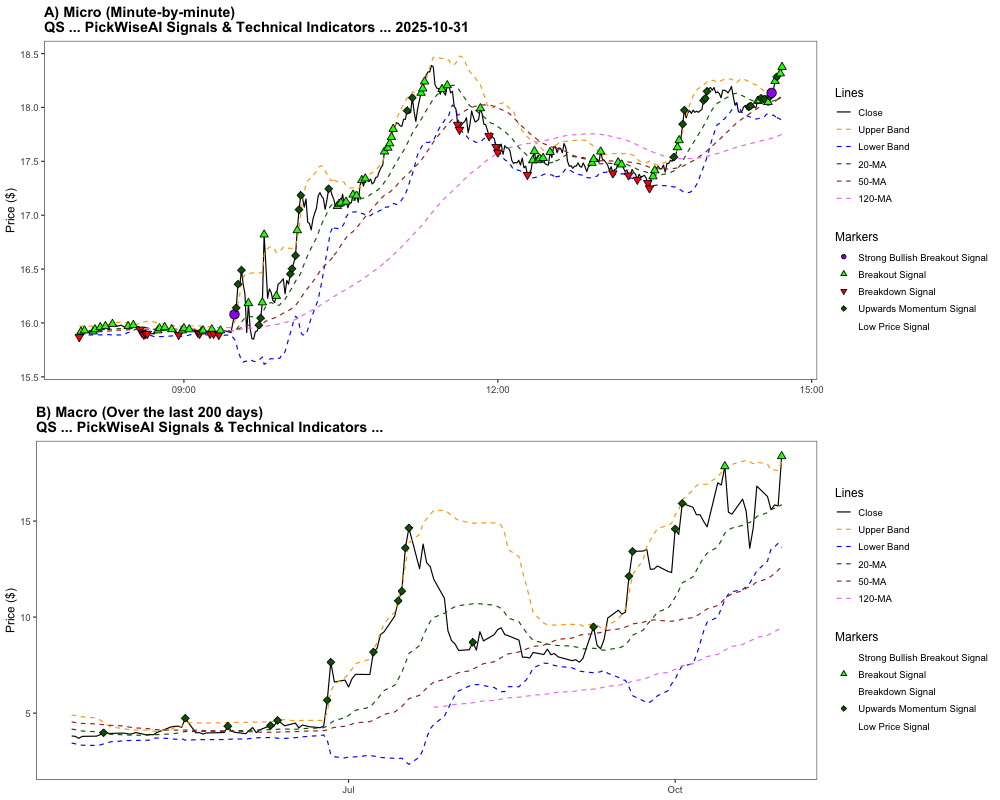 A) Micro (Minute-by-minute)
QS ... PickWiseAI Signals & Technical Indicators ... 2025-10-31
Price ($)
18.5
18.0
17.5
17.0
16.5
16.0
15.5
09:00
12:00
15:00
Lines
Close
Upper Band
Lower Band
20-MA
50-MA
120-MA
Markers
Strong Bullish Breakout Signal
Breakout Signal
Breakdown Signal
Upwards Momentum Signal
Low Price Signal
B) Macro (Over the last 200 days)
QS ... PickWiseAI Signals & Technical Indicators ...
Price ($)
15
10
5
Jul
Oct
Lines
Close
Upper Band
Lower Band
20-MA
50-MA
120-MA
Markers
Strong Bullish Breakout Signal
Breakout Signal
Breakdown Signal
Upwards Momentum Signal
Low Price Signal